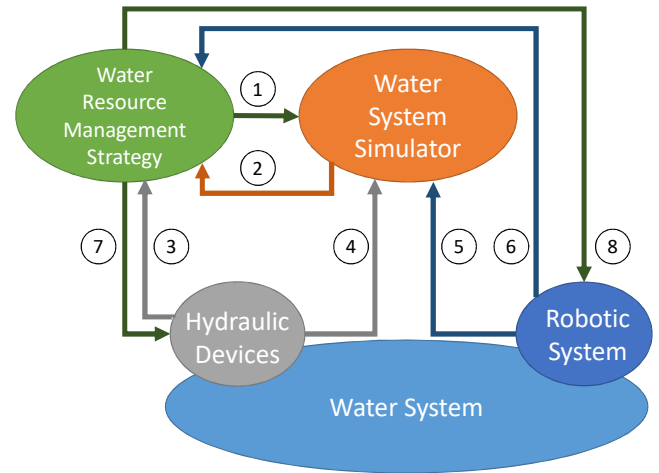 Water
Resource
Management
Strategy
1
Water
System
Simulator
2
7
3
4
5
6
8
Hydraulic
Devices
Robotic
System
Water System